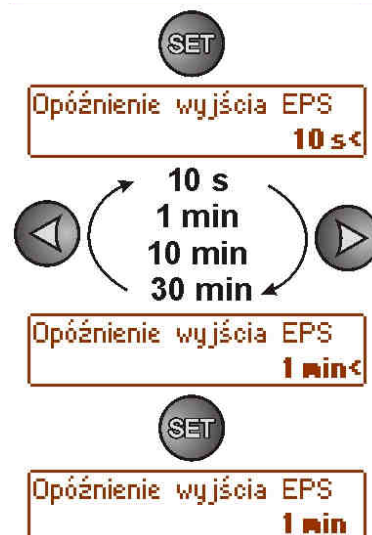 SET
Opóźnienie wyjścia EPS
10 s<
10 s
1 min
10 min
30 min
Opóźnienie wyjścia EPS
1 min<
SET
Opóźnienie wyjścia EPS
1 min